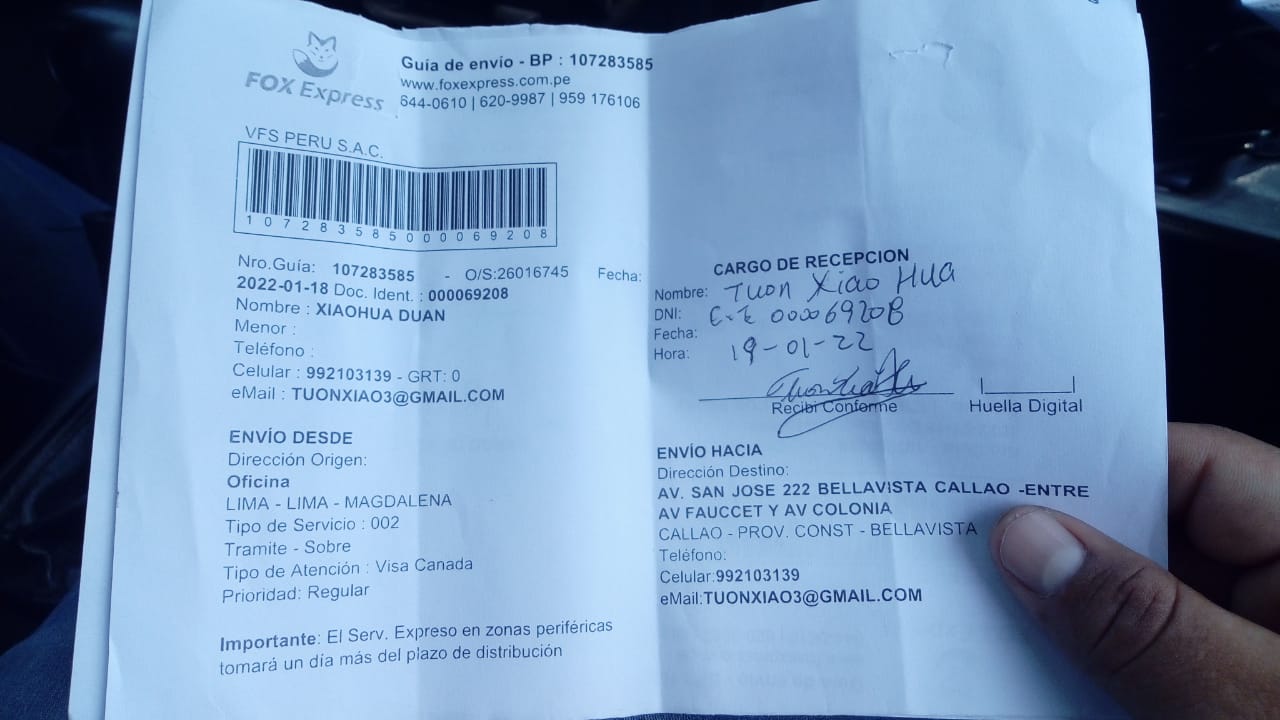 FOX Express
Guía de envío - BP : 107283585
www.foxexpress.com.pe
644-0610 | 620-9987 | 959 176106
VFS PERU S.A.C.
107283585000069208
Nro.Guía: 107283585 - O/S:26016745 Fecha:
2022-01-18 Doc. Ident. : 000069208
Nombre : XIAOHUA DUAN
Menor :
Teléfono :
Celular : 992103139 - GRT: 0
eMail : TUONXIAO3@GMAIL.COM
ENVÍO DESDE
Dirección Origen:
Oficina
LIMA - LIMA - MAGDALENA
Tipo de Servicio : 002
Tramite - Sobre
Tipo de Atención : Visa Canada
Prioridad: Regular
Importante: El Serv. Expreso en zonas periféricas
tomará un día más del plazo de distribución
CARGO DE RECEPCION
Nombre: Tuon Xiao Hua
DNI: C.E 000069208
Fecha:
Hora: 19-01-22
Recibi Conforme
Huella Digital
ENVÍO HACIA
Dirección Destino:
AV. SAN JOSE 222 BELLAVISTA CALLAO -ENTRE
AV FAUCCET Y AV COLONIA
CALLAO - PROV. CONST - BELLAVISTA
Teléfono:
Celular:992103139
eMail:TUONXIAO3@GMAIL.COM